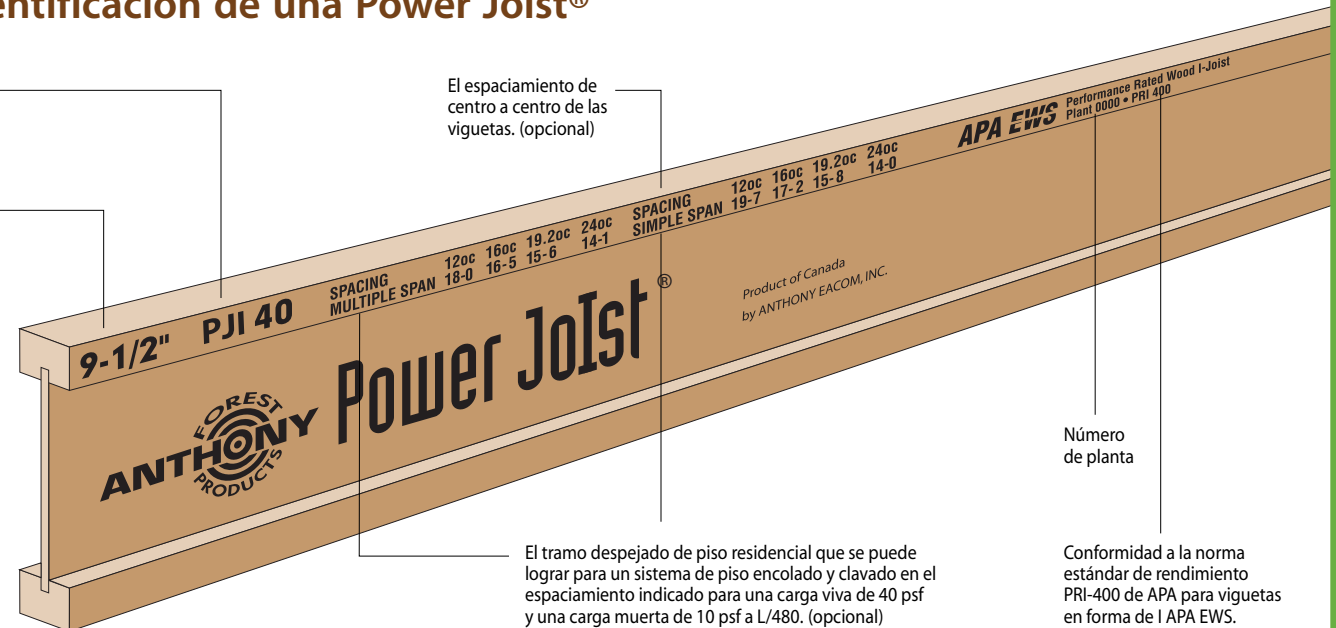 entificación de una Power Joist®
El espaciamiento de
centro a centro de las
viguetas. (opcional)
9-1/2" PJI 40
SPACING 12oc 16oc 19.2oc 24oc
MULTIPLE SPAN 18-0 16-5 15-6 14-1
SPACING 12oc 16oc 19.2oc 24oc
SIMPLE SPAN 19-7 17-2 15-8 14-0
APA EWS
Performance Rated Wood I-Joist
Plant 0000 • PRI 400
FOREST
ANTHONY
PRODUCTS
Power JoIst®
Product of Canada
by ANTHONY EACOM, INC.
Número
de planta
El tramo despejado de piso residencial que se puede
lograr para un sistema de piso encolado y clavado en el
espaciamiento indicado para una carga viva de 40 psf
y una carga muerta de 10 psf a L/480. (opcional)
Conformidad a la norma
estándar de rendimiento
PRI-400 de APA para viguetas
en forma de I APA EWS.